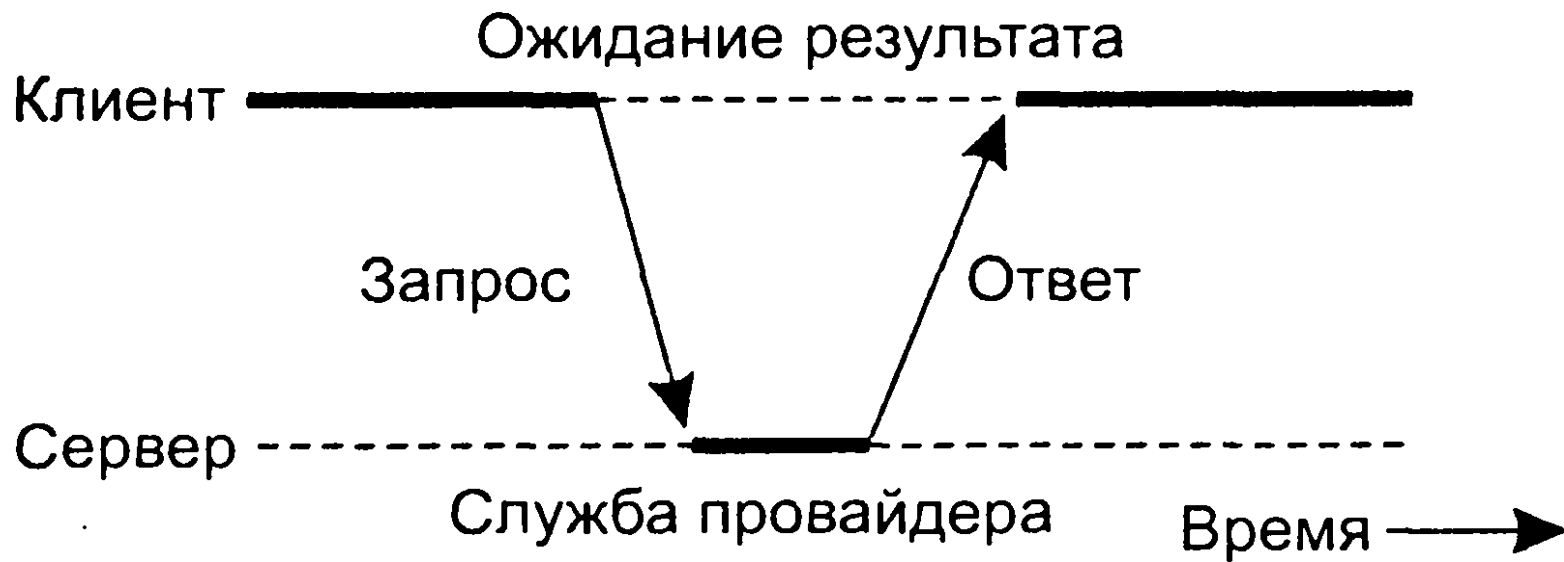 Ожидание результата
Клиент
Запрос
Ответ
Сервер
Служба провайдера
Время